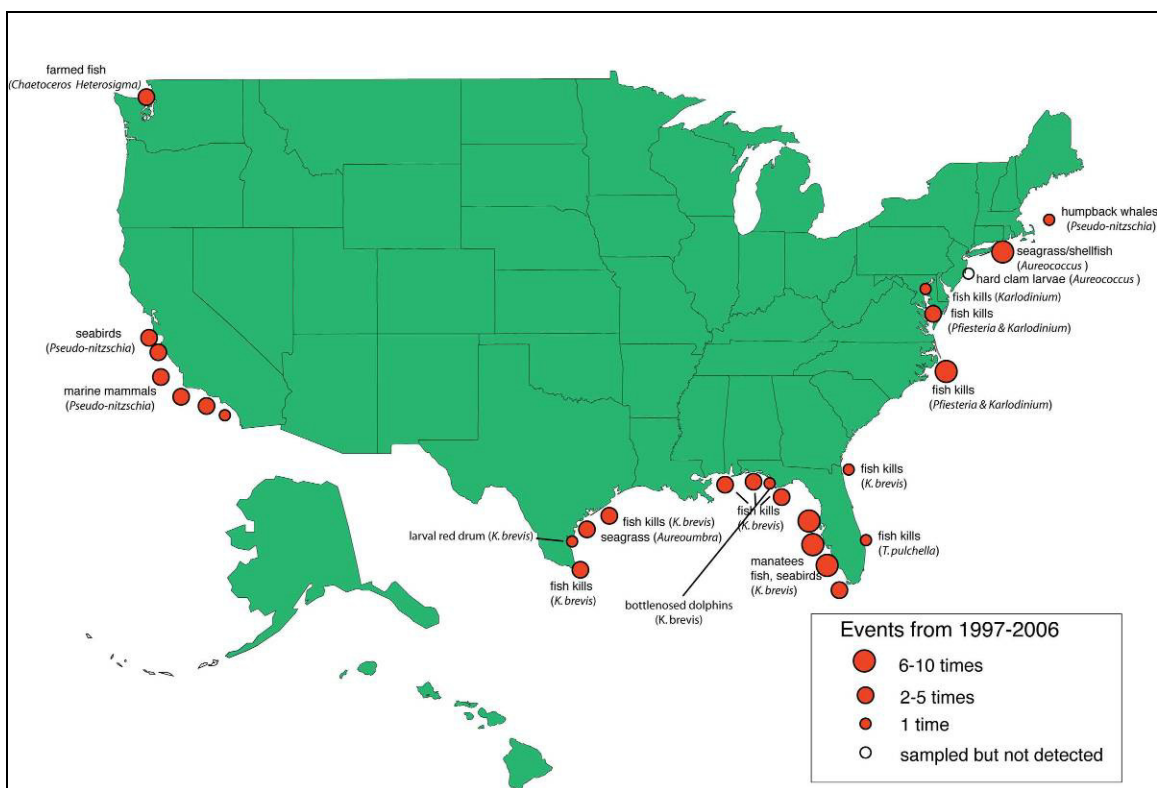 farmed fish
(Chaetoceros Heterosigma)
humpback whales
(Pseudo-nitzschia)
seagrass/shellfish
(Aureococcus )
hard clam larvae (Aureococcus )
fish kills (Karlodinium)
fish kills
(Pfiesteria & Karlodinium)
seabirds
(Pseudo-nitzschia)
marine mammals
(Pseudo-nitzschia)
fish kills
(Pfiesteria & Karlodinium)
fish kills
(K. brevis)
fish kills
(K. brevis)
fish kills (K. brevis)
seagrass (Aureoumbra)
larval red drum (K. brevis)
fish kills
(T. pulchella)
manatees
fish, seabirds
(K. brevis)
fish kills
(K. brevis)
bottlenosed dolphins
(K. brevis)
Events from 1997-2006
6-10 times
2-5 times
1 time
sampled but not detected